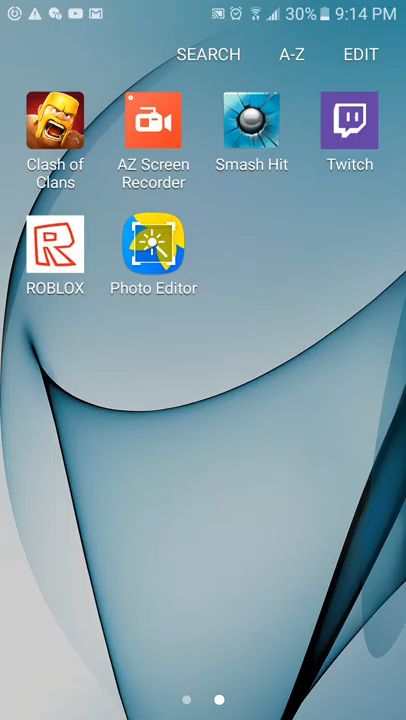 30% 9:14 PM
SEARCH A-Z EDIT
Clash of Clans
AZ Screen Recorder
Smash Hit
Twitch
R
ROBLOX
Photo Editor